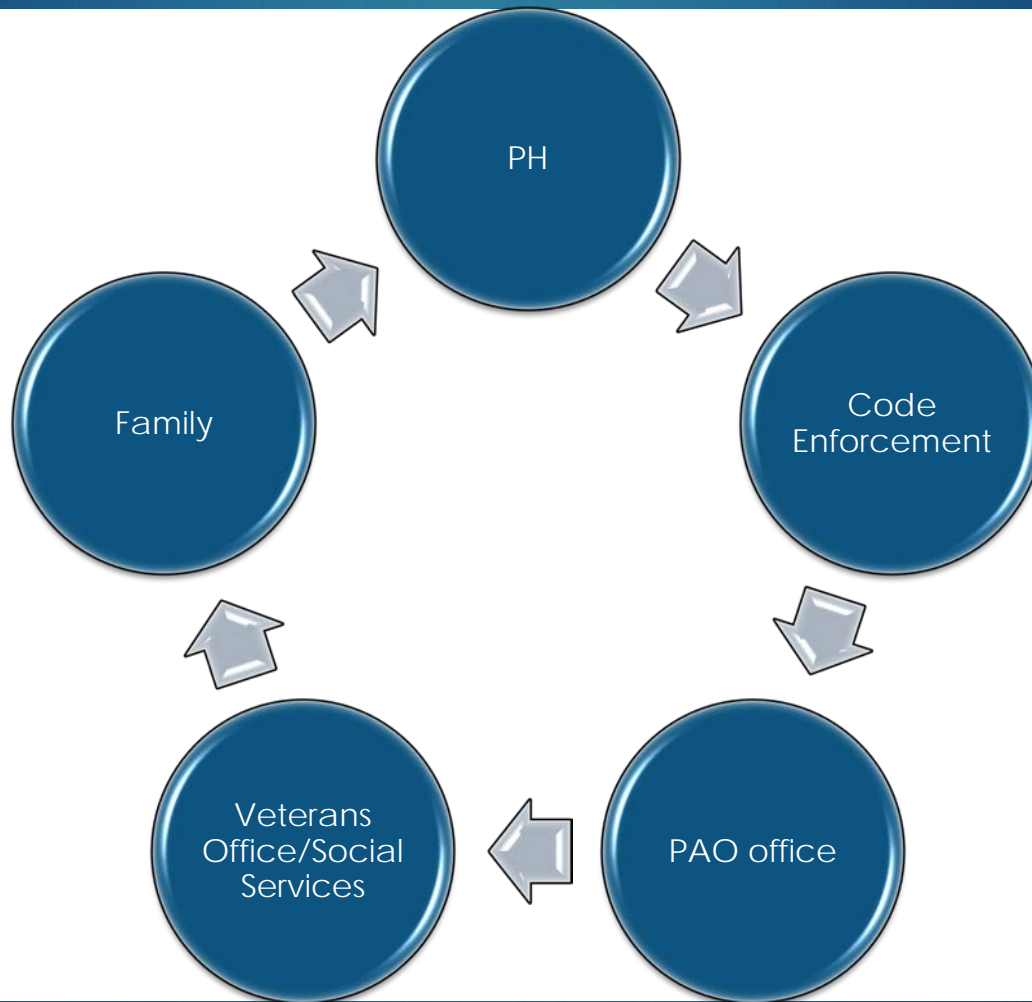 PH
Code
Enforcement
PAO office
Veterans
Office/Social
Services
Family